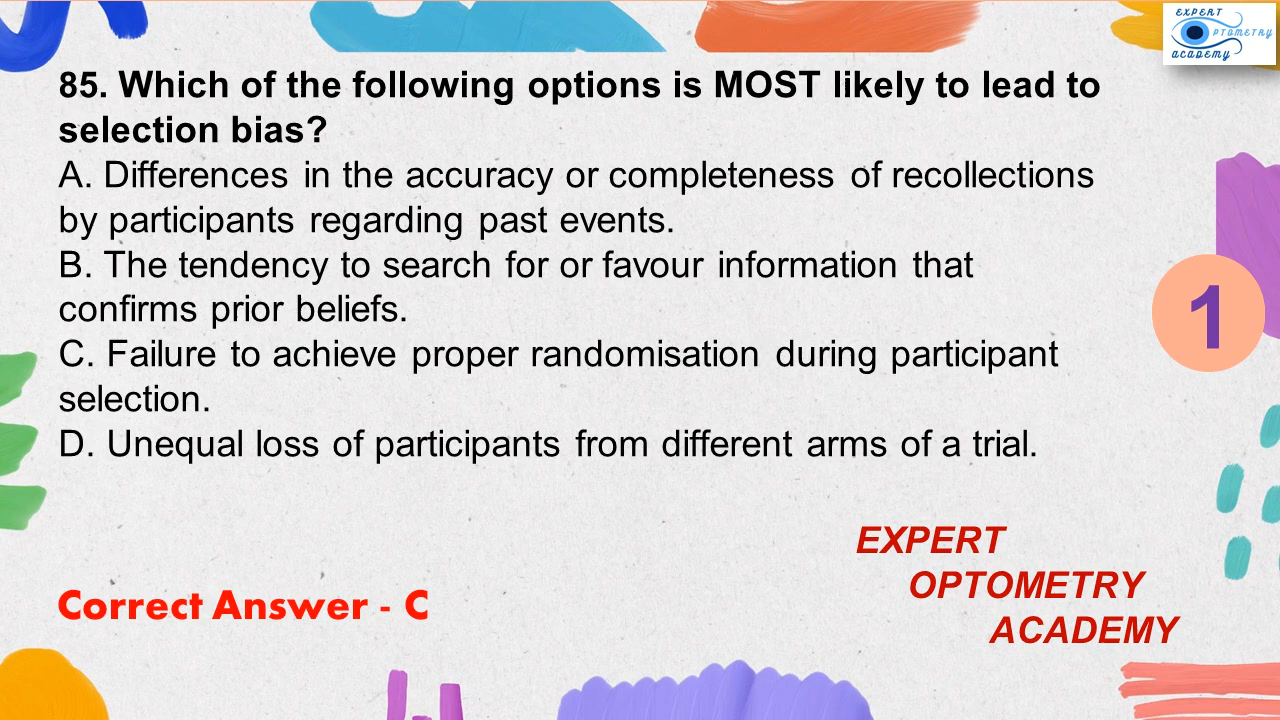 EXPERT
PTOMETRY
ACADEMY
85. Which of the following options is MOST likely to lead to
selection bias?
A. Differences in the accuracy or completeness of recollections
by participants regarding past events.
B. The tendency to search for or favour information that
confirms prior beliefs.
1
C. Failure to achieve proper randomisation during participant
selection.
D. Unequal loss of participants from different arms of a trial.
EXPERT
OPTOMETRY
ACADEMY
Correct Answer - C